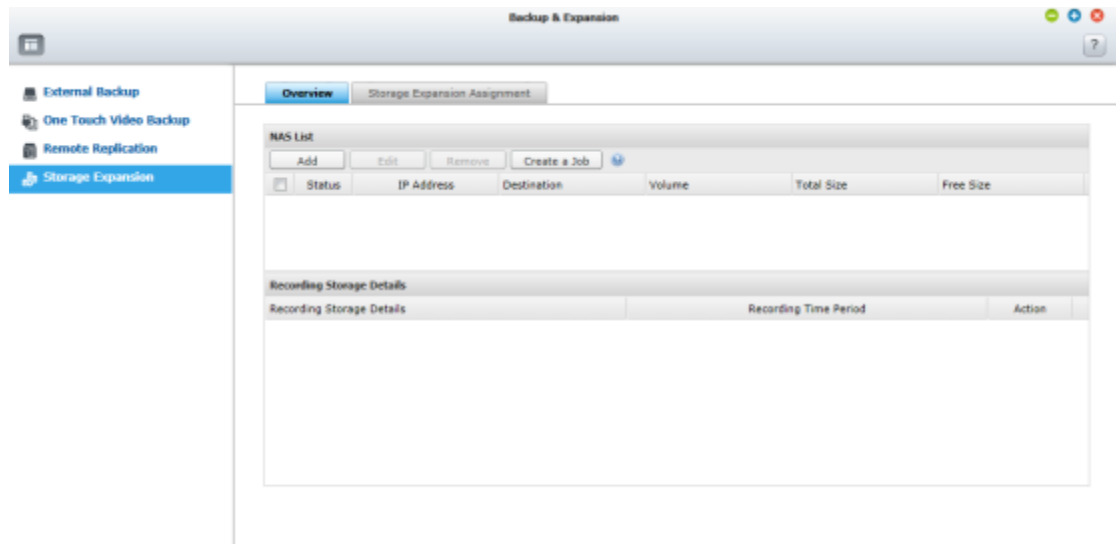 Backup & Expansion
?
External Backup
One Touch Video Backup
Remote Replication
Storage Expansion
Overview Storage Expansion Assignment
NAS List
Add Edit Remove Create a Job
Status IP Address Destination Volume Total Size Free Size
Recording Storage Details
Recording Storage Details Recording Time Period Action